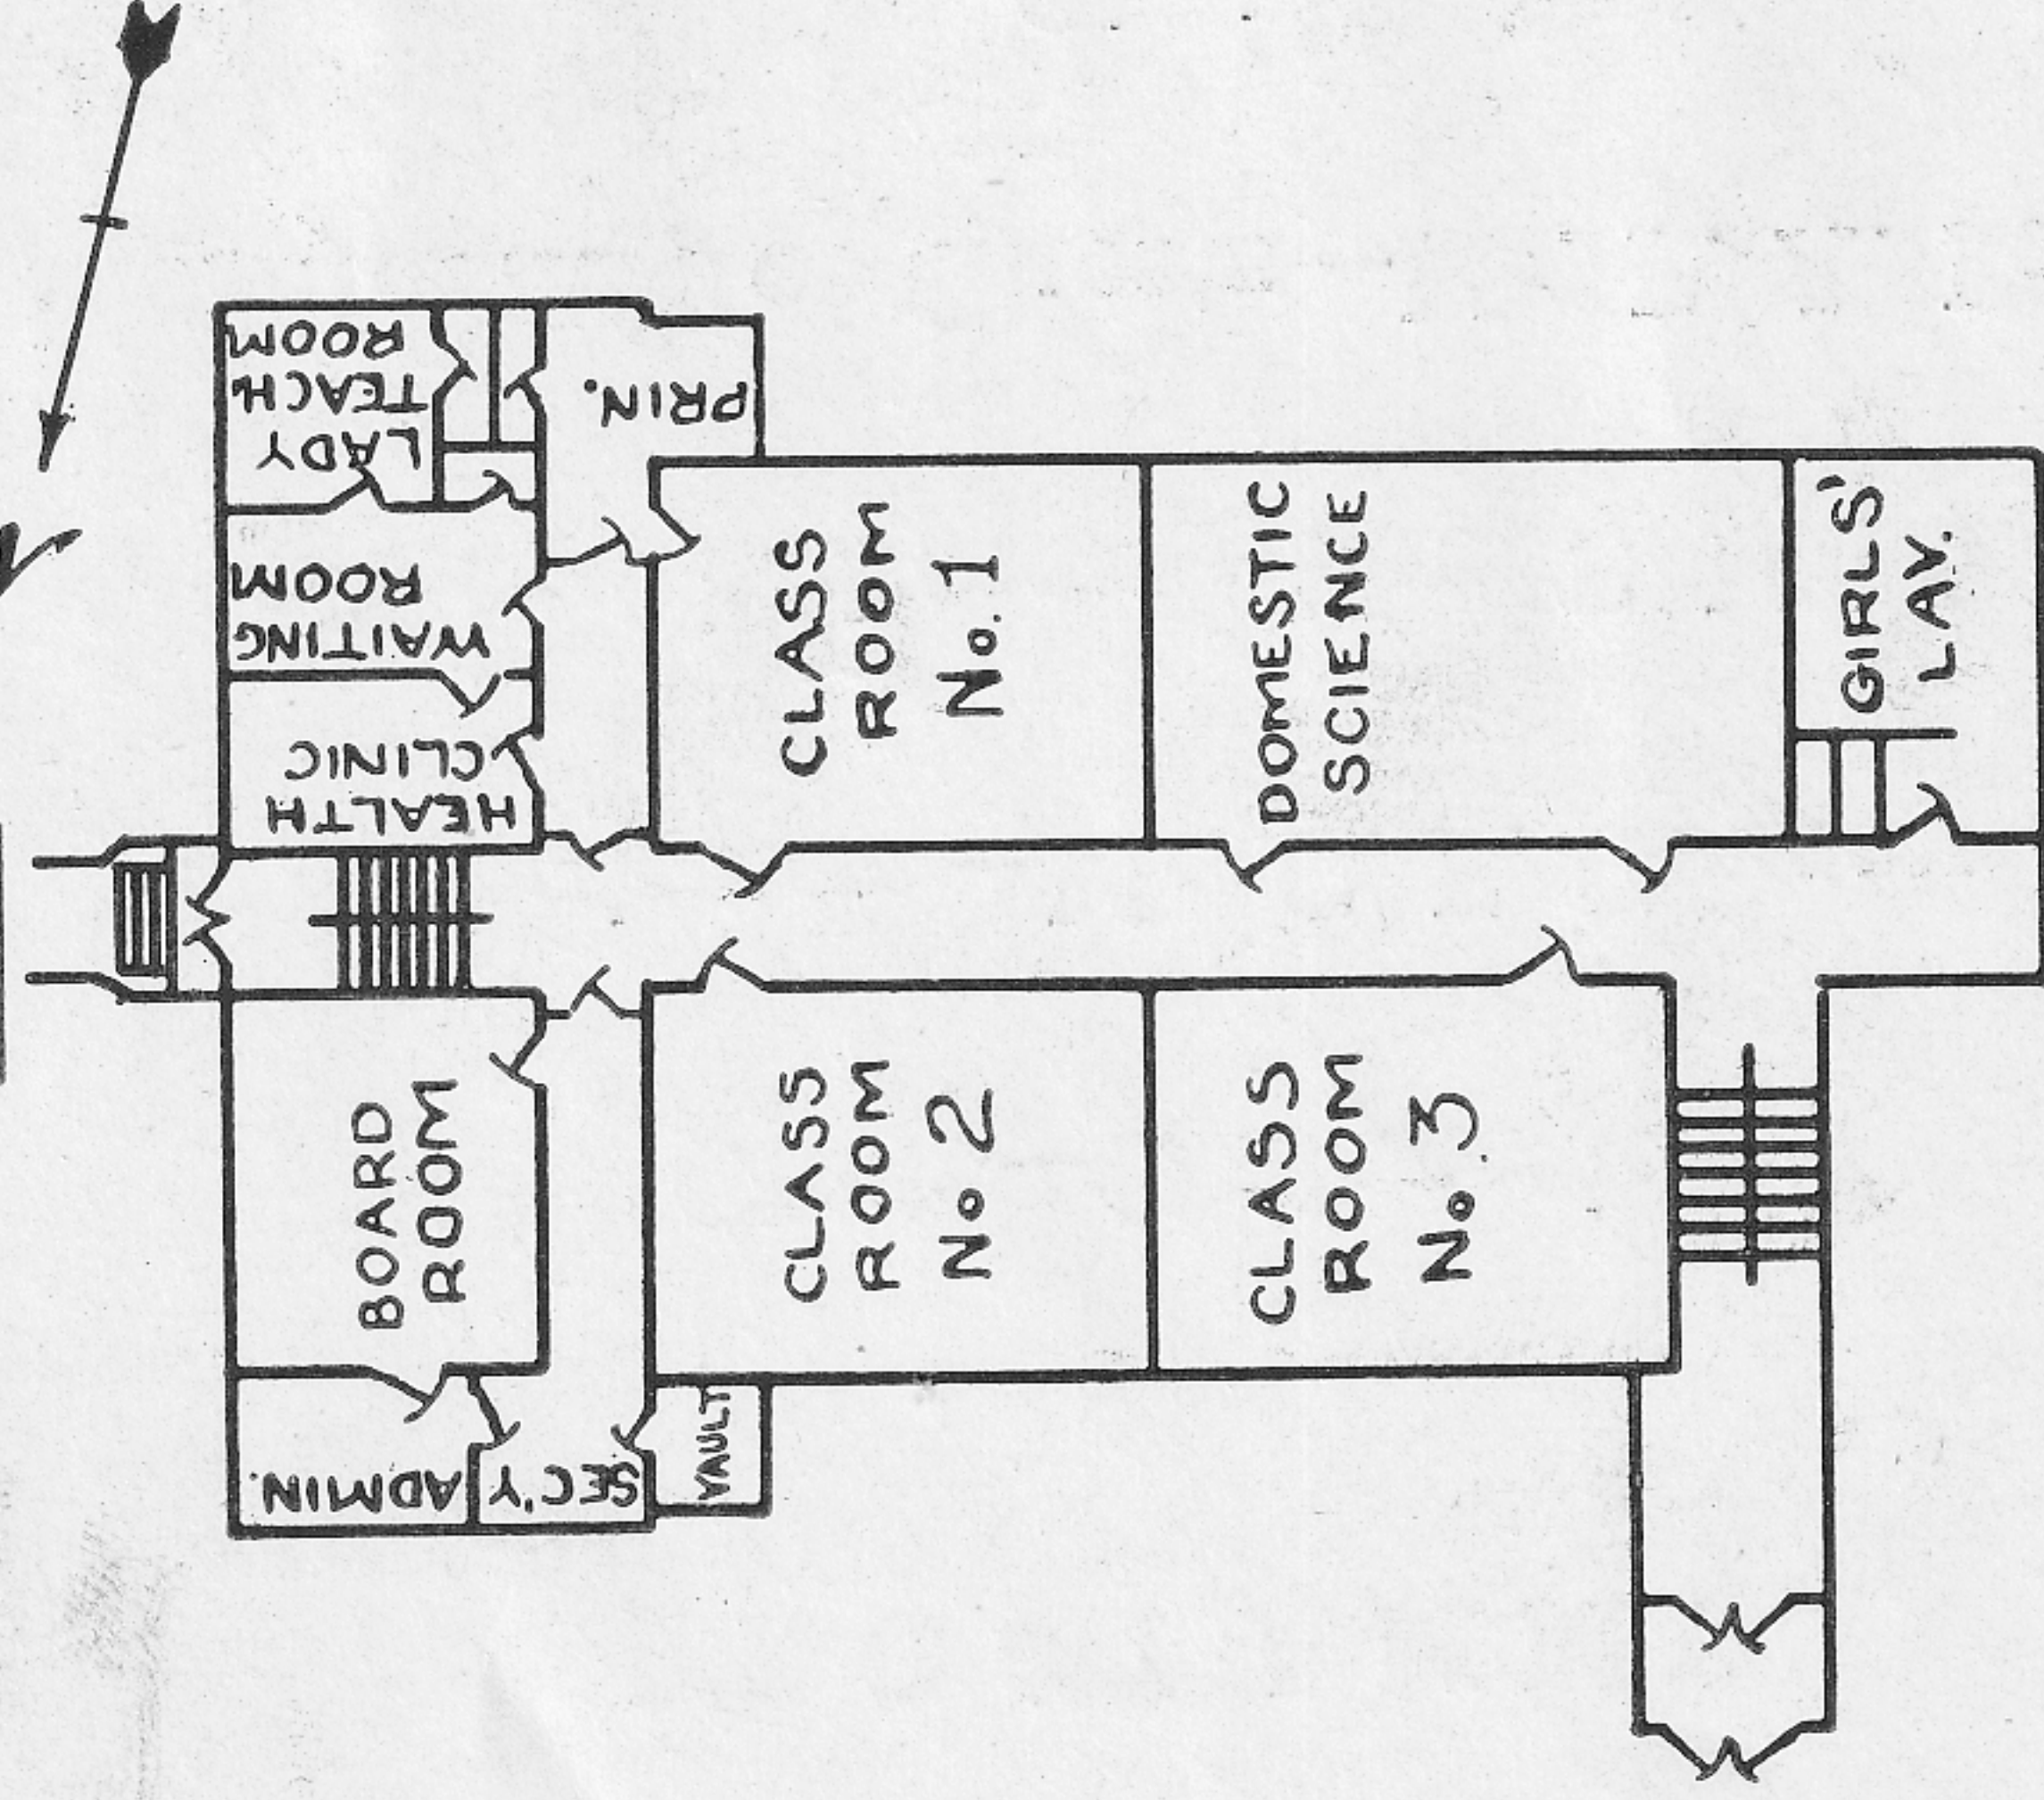 LADY
TEACH
ROOM
PRIN.
WAITING
ROOM
HEALTH
CLINIC
CLASS
ROOM
No. 1
DOMESTIC
SCIENCE
GIRLS'
LAV.
BOARD
ROOM
CLASS
ROOM
No 2
CLASS
ROOM
No. 3
ADMIN.
SEC'Y
VAULT